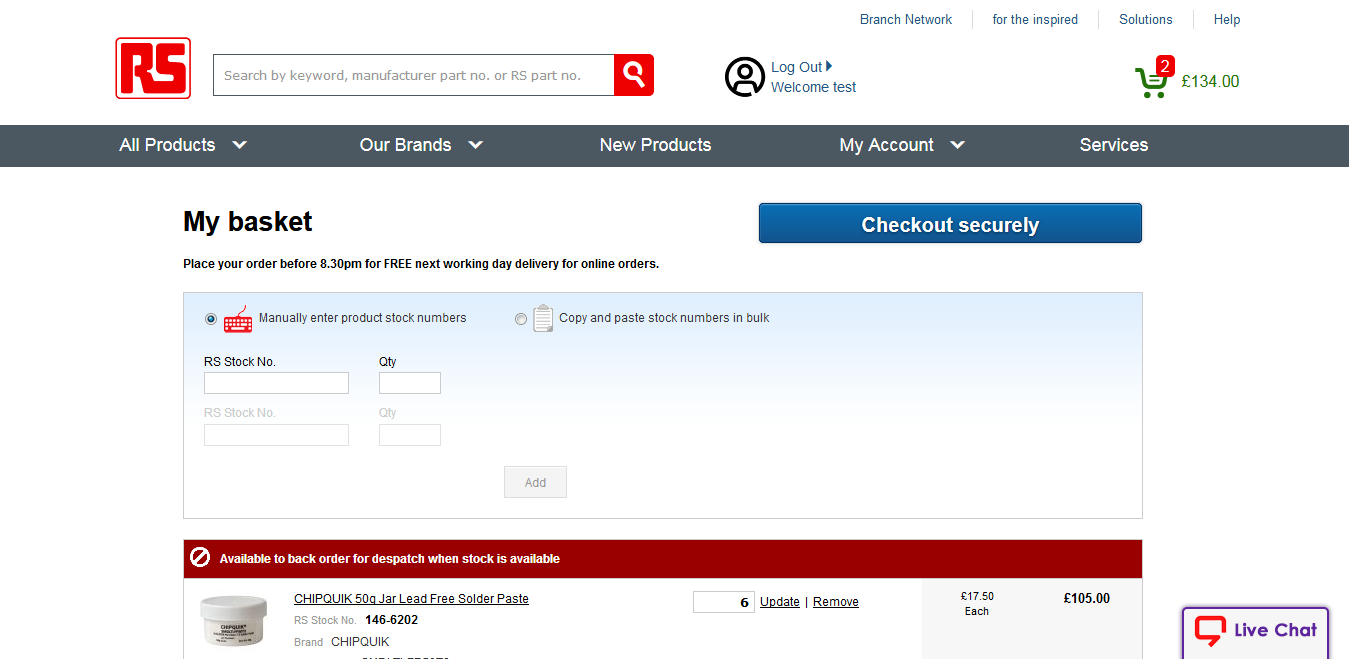 Branch Network
for the inspired
Solutions
Help
RS
Search by keyword, manufacturer part no. or RS part no.
Log Out
Welcome test
2
£134.00
All Products
Our Brands
New Products
My Account
Services
My basket
Checkout securely
Place your order before 8.30pm for FREE next working day delivery for online orders.
Manually enter product stock numbers
Copy and paste stock numbers in bulk
RS Stock No.
Qty
RS Stock No.
Qty
Add
Available to back order for despatch when stock is available
CHIPQUIK
CHIPQUIK 50g Jar Lead Free Solder Paste
6
Update | Remove
£17.50
Each
£105.00
RS Stock No. 146-6202
Brand CHIPQUIK
Live Chat